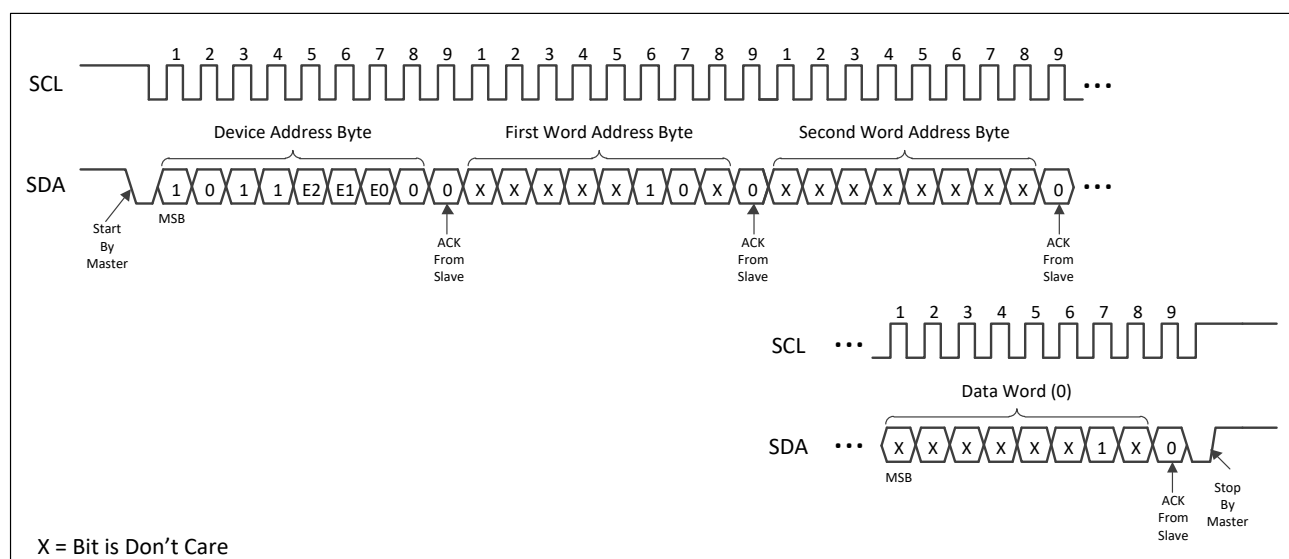 1 2 3 4 5 6 7 8 9 1 2 3 4 5 6 7 8 9 1 2 3 4 5 6 7 8 9
SCL ...
Device Address Byte First Word Address Byte Second Word Address Byte
SDA 1 0 1 1 E2 E1 E0 0 0 X X X X X 1 0 X 0 X X X X X X X X 0 ...
MSB
Start
By
Master
ACK
From
Slave
ACK
From
Slave
ACK
From
Slave
1 2 3 4 5 6 7 8 9
SCL ...
Data Word (0)
SDA ... X X X X X X 1 X 0
MSB
ACK
From
Slave
Stop
By
Master
X = Bit is Don't Care